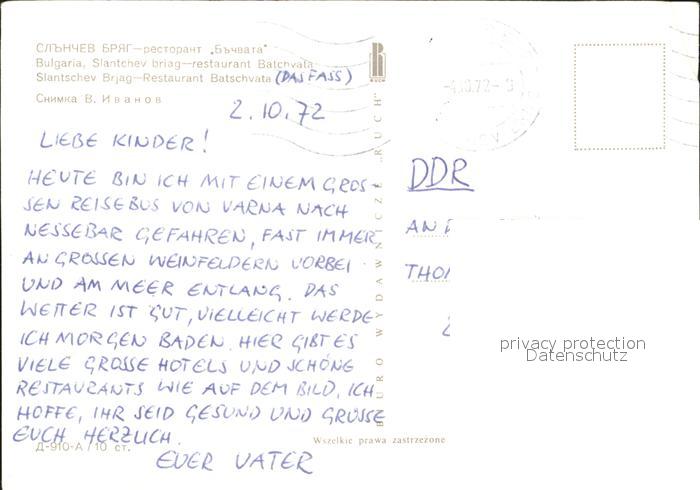 СЛЪНЧЕВ БРЯГ—ресторант „Бъчвата"
Bulgaria, Slantchev briag—restaurant Batchvata
Slantschev Brjag—Restaurant Batschvata (DAS FASS)
Снимка В. Иванов
2.10.72
LIEBE KINDER!
HEUTE BIN ICH MIT EINEM GROS-
SEN REISEBUS VON VARNA NACH
NESSEBAR GEFAHREN, FAST IMMER
AN GROSSEN WEINFELDERN VORBEI
UND AM MEER ENTLANG. DAS
WETTER IST GUT, VIELLEICHT WERDE
ICH MORGEN BADEN. HIER GIBT ES
VIELE GROSSE HOTELS UND SCHÖNE
RESTAURANTS WIE AUF DEM BILD. ICH
HOFFE, IHR SEID GESUND UND GRÜSSE
EUCH HERZLICH.
EUER VATER
Д-910-А /10 ст.
Wszelkie prawa zastrzeżone
BIURO WYDAWNICZE „RUCH"
DDR
AN
THO
privacy protection
Datenschutz